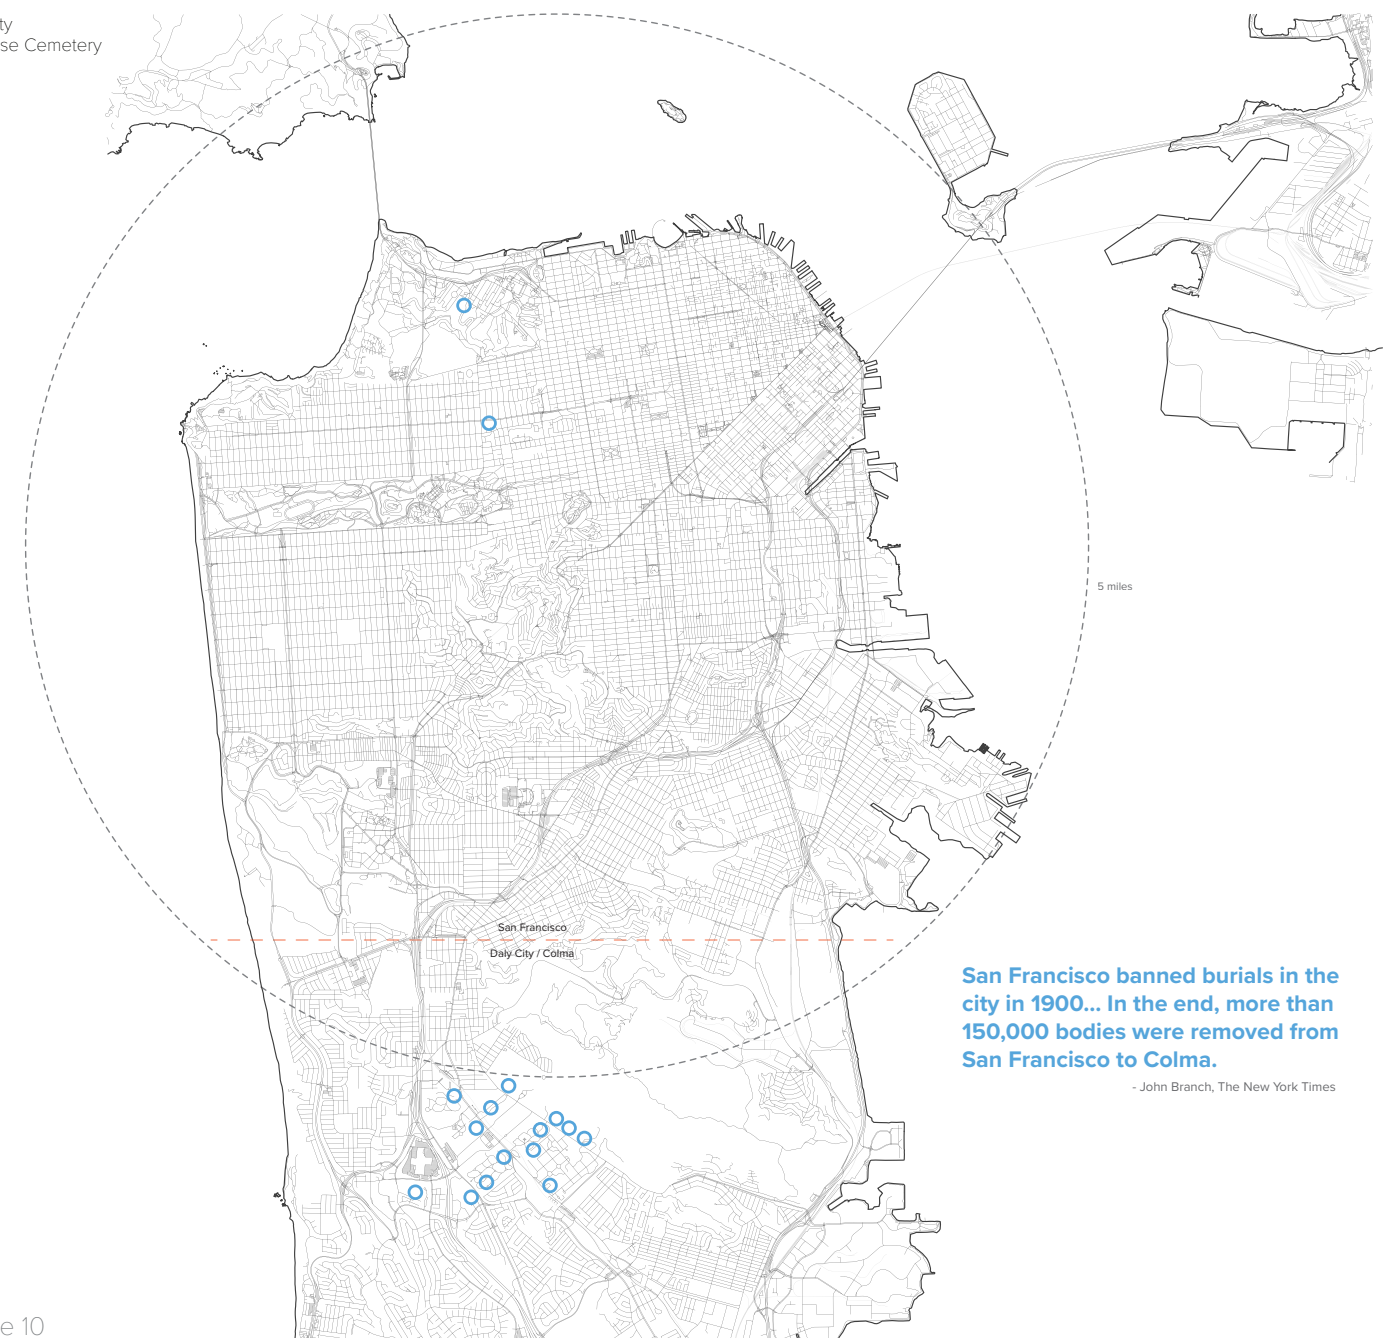 ty
se Cemetery
5 miles
San Francisco
Daly City / Colma
San Francisco banned burials in the
city in 1900... In the end, more than
150,000 bodies were removed from
San Francisco to Colma.
- John Branch, The New York Times
e 10